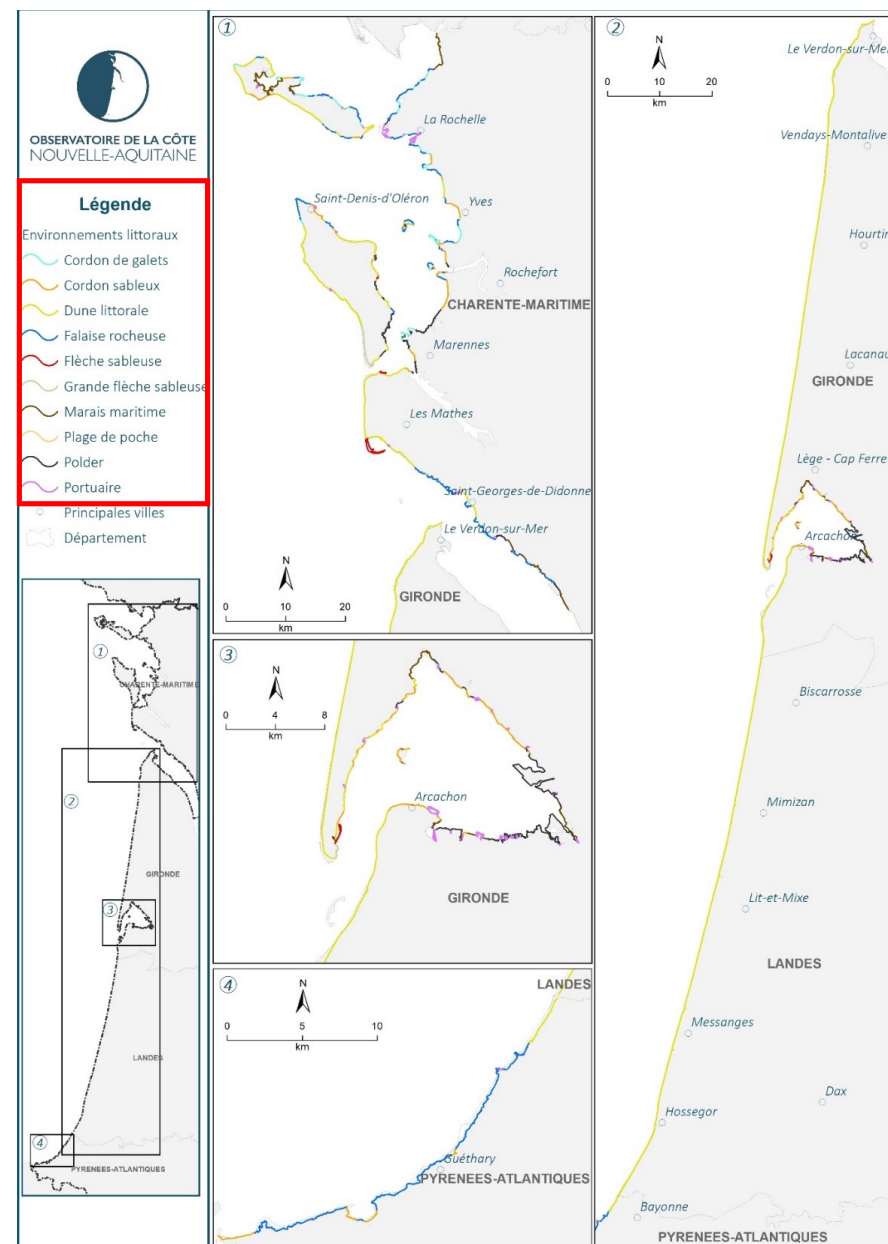 OBSERVATOIRE DE LA CÔTE
NOUVELLE-AQUITAINE
Légende
Environnements littoraux
Cordon de galets
Cordon sableux
Dune littorale
Falaise rocheuse
Flèche sableuse
Grande flèche sableuse
Marais maritime
Plage de poche
Polder
Portuaire
Principales villes
Département
1
CHARENTE-MARITIME
2
GIRONDE
3
LANDES
4
PYRENEES-ATLANTIQUES
1
La Rochelle
Saint-Denis-d'Oléron
Yves
Rochefort
CHARENTE-MARITIME
Marennes
Les Mathes
Saint-Georges-de-Didonne
Le Verdon-sur-Mer
N
GIRONDE
0 10 20
km
3
N
0 4 8
km
Arcachon
GIRONDE
4
LANDES
N
0 5 10
km
Guéthary
PYRENEES-ATLANTIQUES
2
N
Le Verdon-sur-Mer
0 10 20
km
Vendays-Montalive
Hourtin
Lacanau
GIRONDE
Lège - Cap Ferre
Arcachon
Biscarrosse
Mimizan
Lit-et-Mixe
LANDES
Messanges
Dax
Hossegor
Bayonne
PYRENEES-ATLANTIQUES